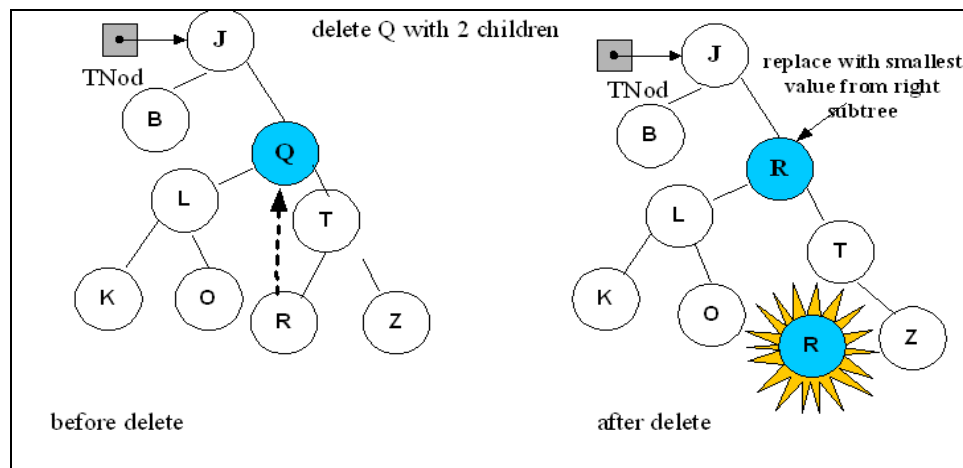 delete Q with 2 children
J
TNod
B
Q
L
T
K
O
R
Z
before delete
J
TNod
replace with smallest
value from right
subtree
B
R
L
T
K
O
R
Z
after delete